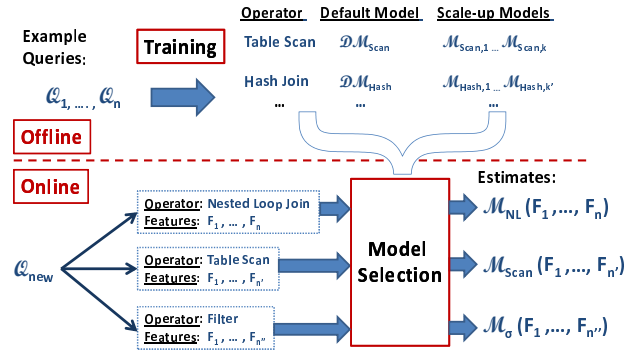 Operator Default Model Scale-up Models
Example Queries:
Training
Table Scan 𝒟ℳScan ℳScan,1 ... ℳScan,k
Hash Join 𝒟ℳHash ℳHash,1 ... ℳHash,k'
𝒬1, . . . . , 𝒬n
... ... ...
Offline
Online
Estimates:
Operator: Nested Loop Join
Features: F1 , ... , Fn
ℳNL (F1 ,..., Fn)
𝒬new
Operator: Table Scan
Features: F1 , ... , Fn'
Model
Selection
ℳScan (F1 ,..., Fn')
Operator: Filter
Features: F1 , ... , Fn''
ℳσ (F1 ,..., Fn'')